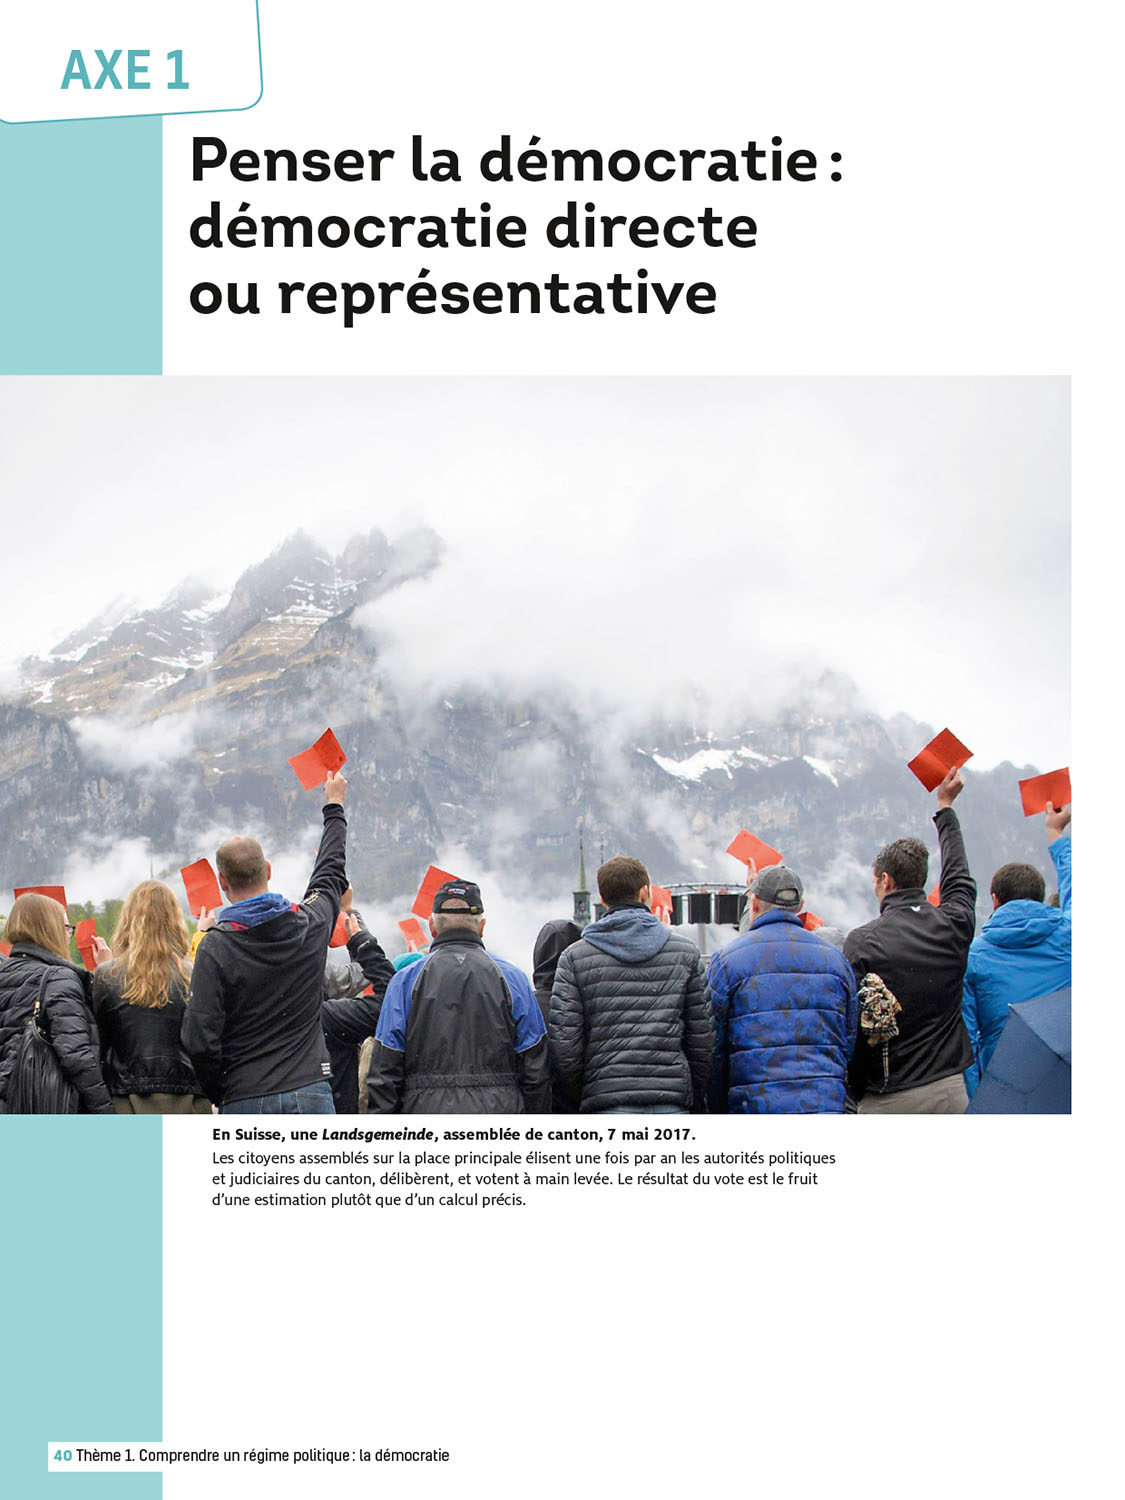 AXE 1
Penser la démocratie :
démocratie directe
ou représentative
En Suisse, une Landsgemeinde, assemblée de canton, 7 mai 2017.
Les citoyens assemblés sur la place principale élisent une fois par an les autorités politiques
et judiciaires du canton, délibèrent, et votent à main levée. Le résultat du vote est le fruit
d'une estimation plutôt que d'un calcul précis.
40 Thème 1. Comprendre un régime politique : la démocratie